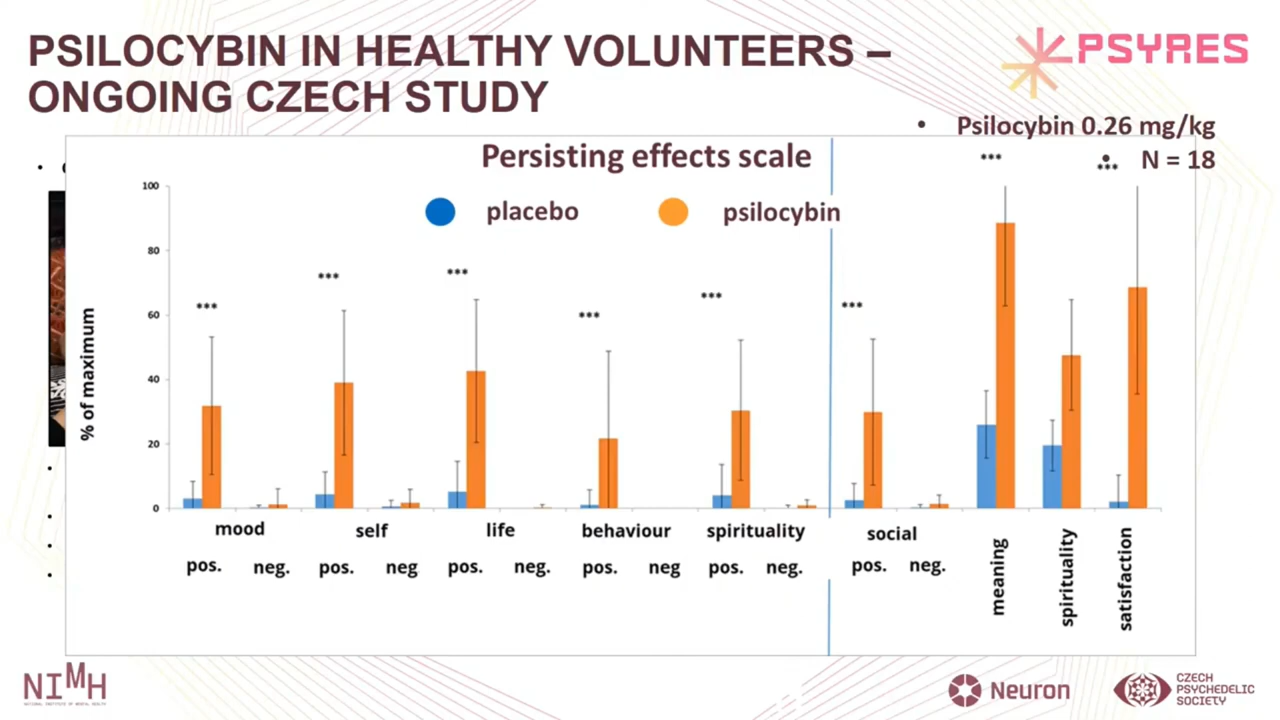 PSILOCYBIN IN HEALTHY VOLUNTEERS –
ONGOING CZECH STUDY
PSYRES
• Psilocybin 0.26 mg/kg
• N = 18
Persisting effects scale
placebo
psilocybin
% of maximum
100
80
60
40
20
0
***
***
***
***
***
***
***
***
mood
self
life
behaviour
spirituality
social
pos.
neg.
pos.
neg
pos.
neg.
pos.
neg
pos.
neg.
pos.
neg.
meaning
spirituality
satisfaction
NIMH
NATIONAL INSTITUTE OF MENTAL HEALTH
Neuron
CZECH
PSYCHEDELIC
SOCIETY